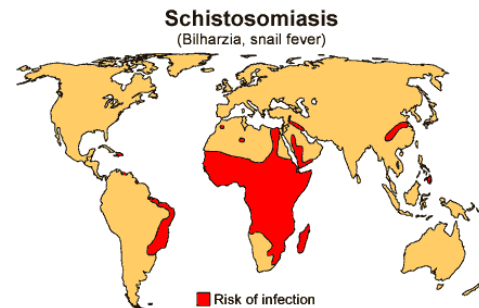 Schistosomiasis
(Bilharzia, snail fever)
Risk of infection